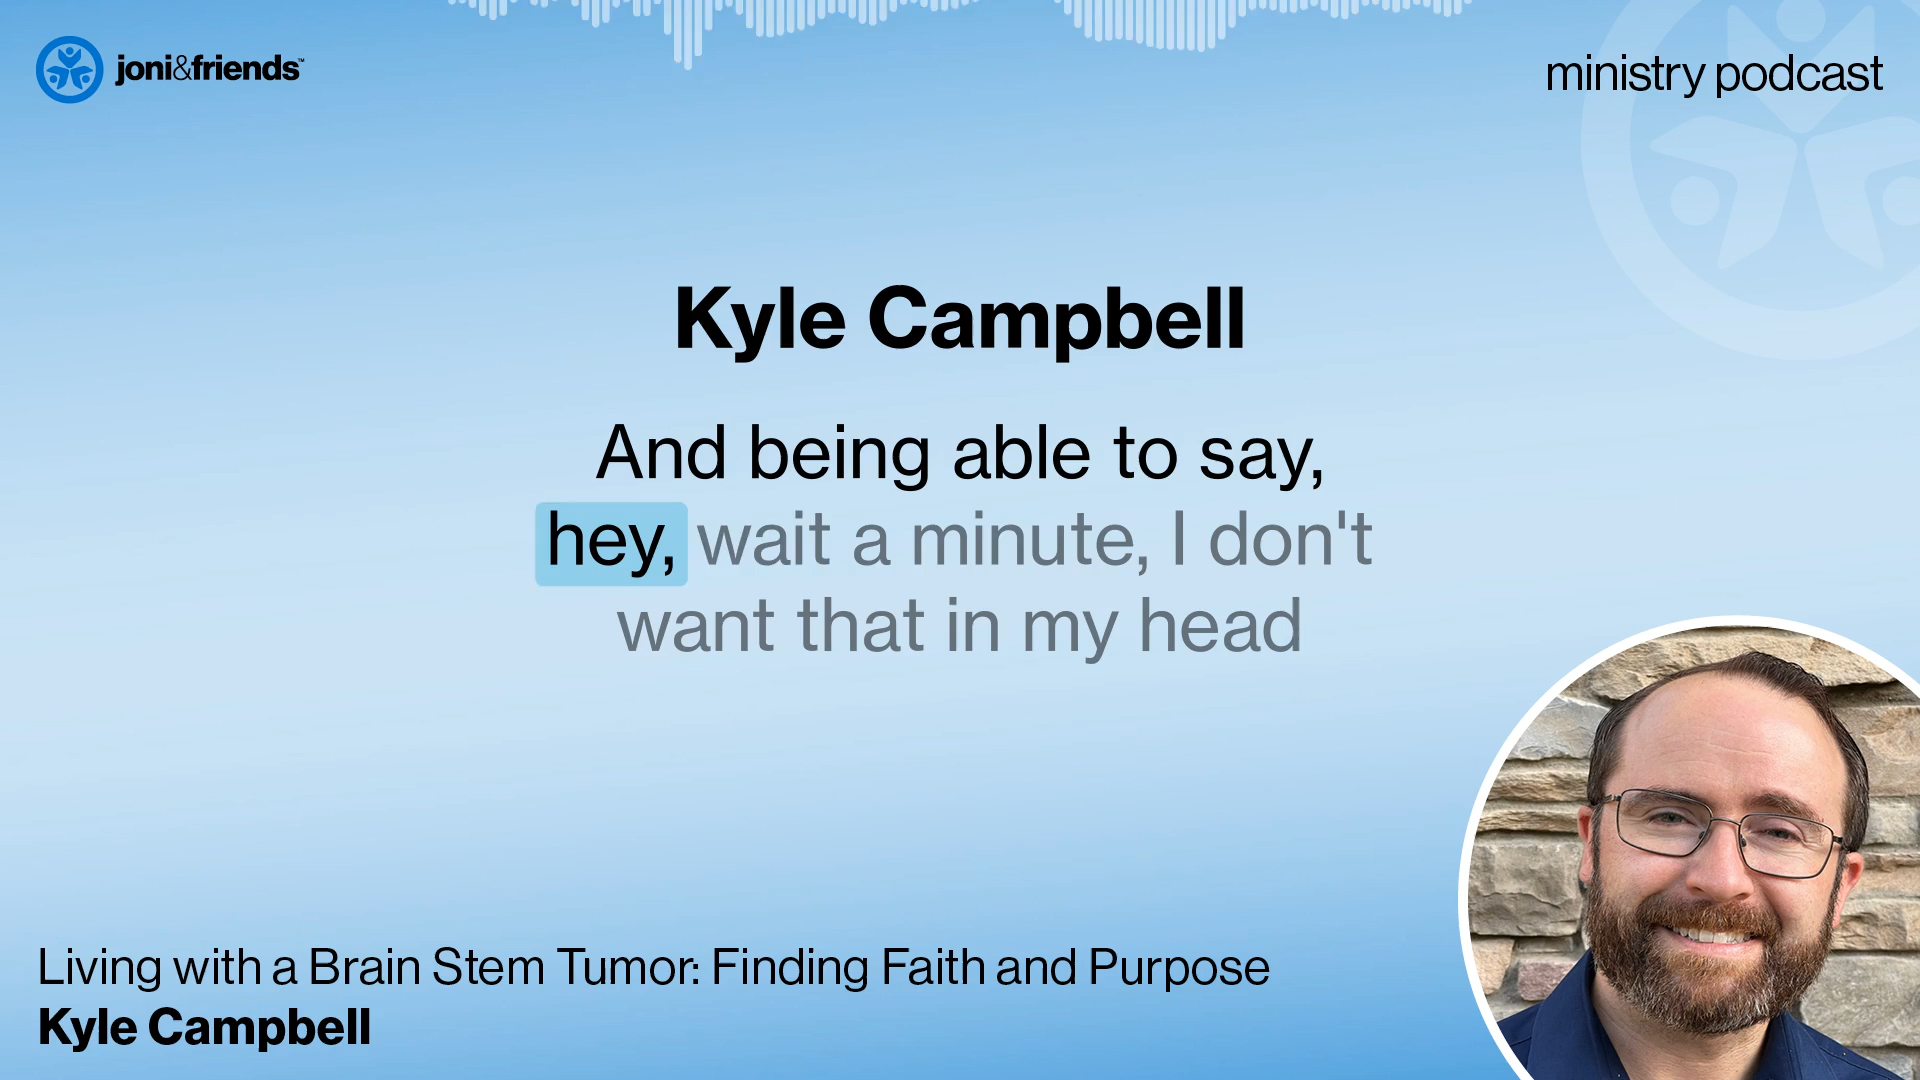 joni&friends™
ministry podcast
Kyle Campbell
And being able to say,
hey, wait a minute, I don't
want that in my head
Living with a Brain Stem Tumor: Finding Faith and Purpose
Kyle Campbell